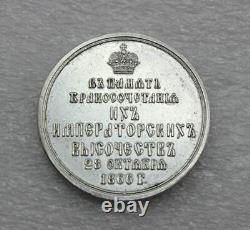 ВЪ ПАМЯТЬ
БРАКОСОЧЕТАНІЯ
ИХЪ
ИМПЕРАТОРСКИХЪ
ВЫСОЧЕСТВЪ
28 ОКТЯБРЯ
1866 Г.